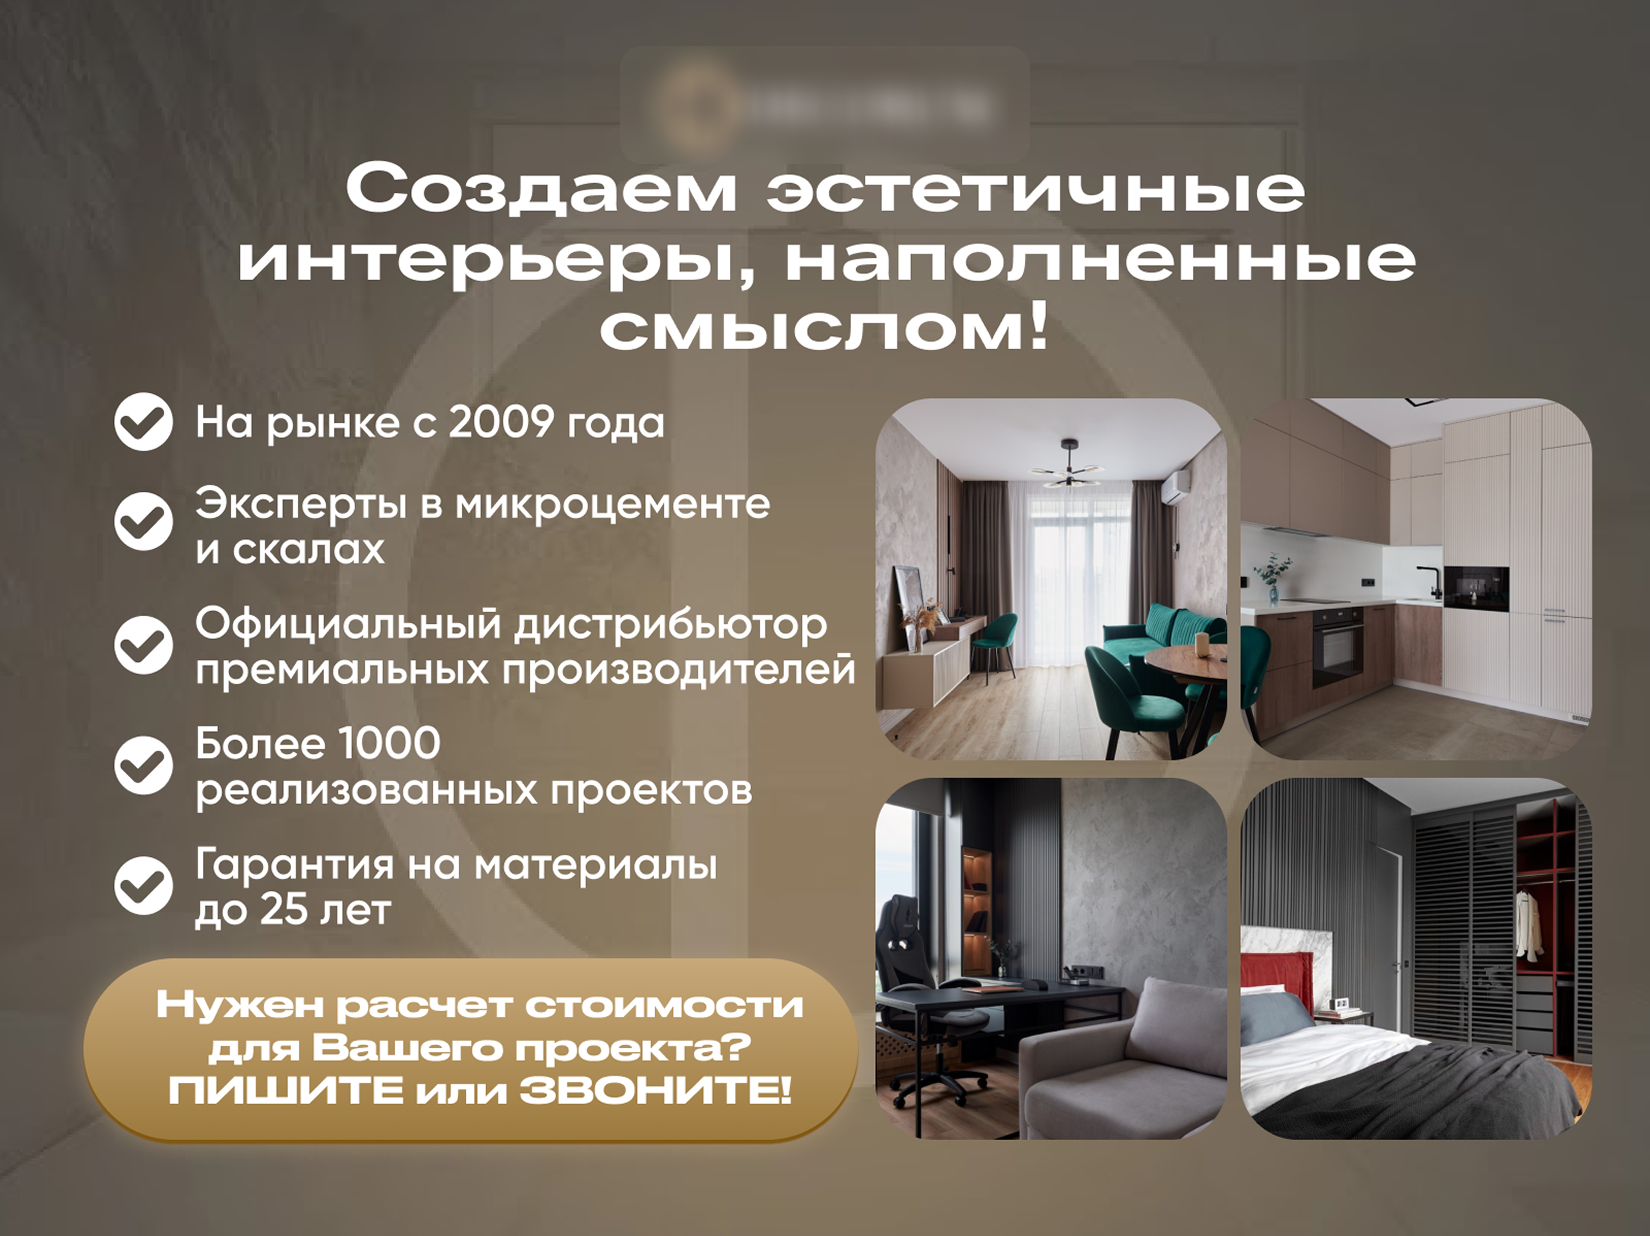 Создаем эстетичные
интерьеры, наполненные
смыслом!
На рынке с 2009 года
Эксперты в микроцементе
и скалах
Официальный дистрибьютор
премиальных производителей
Более 1000
реализованных проектов
Гарантия на материалы
до 25 лет
Нужен расчет стоимости
для Вашего проекта?
ПИШИТЕ или ЗВОНИТЕ!